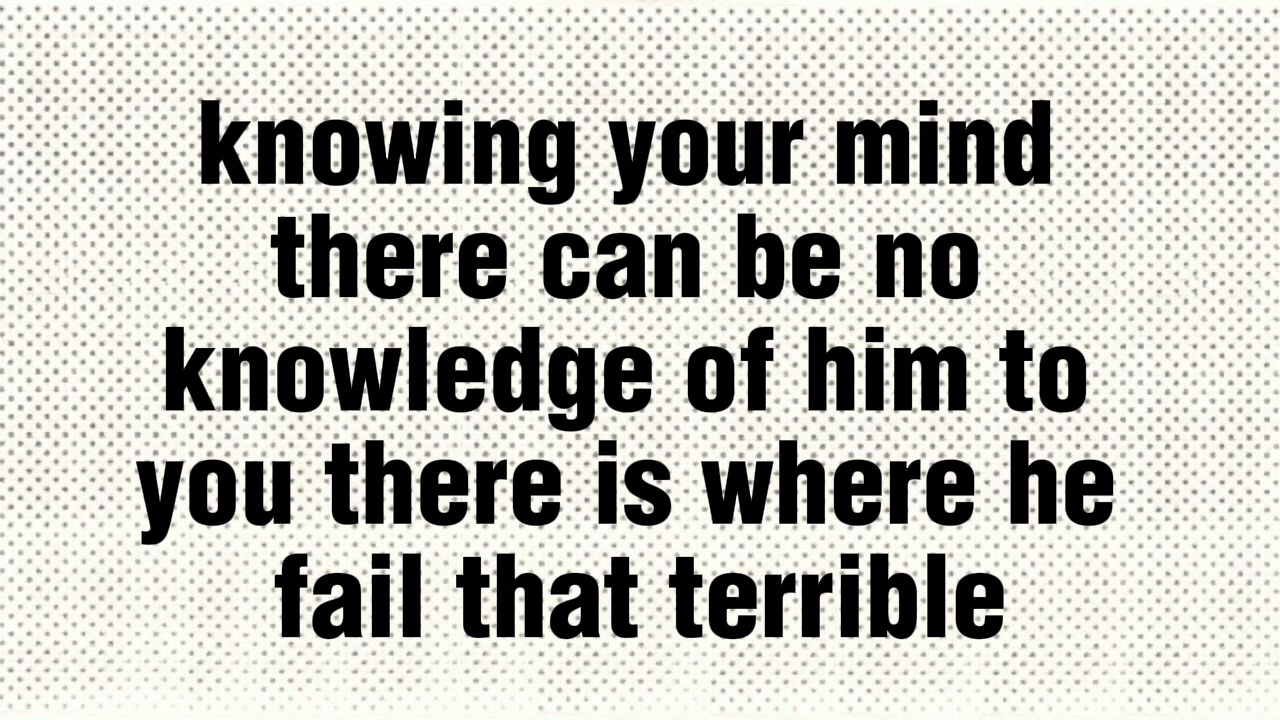 knowing your mind
there can be no
knowledge of him to
you there is where he
fail that terrible